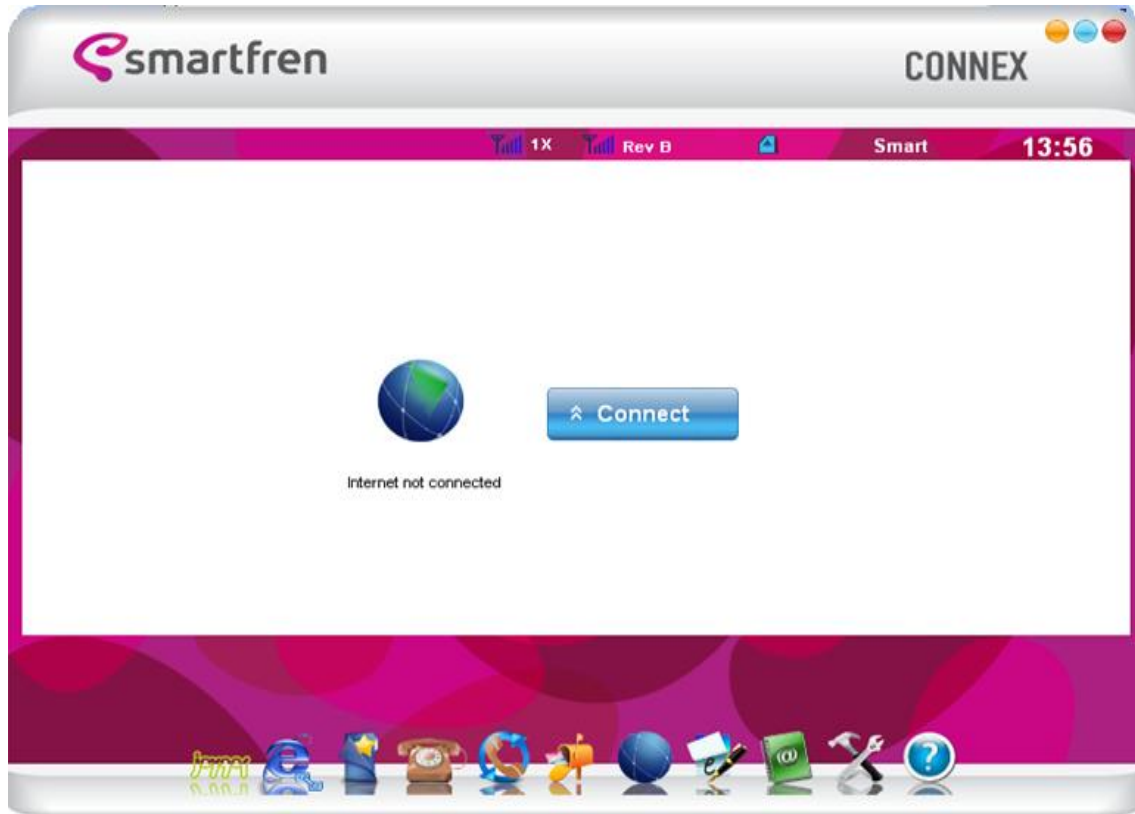 smartfren
CONNEX
1X Rev B Smart 13:56
Connect
Internet not connected